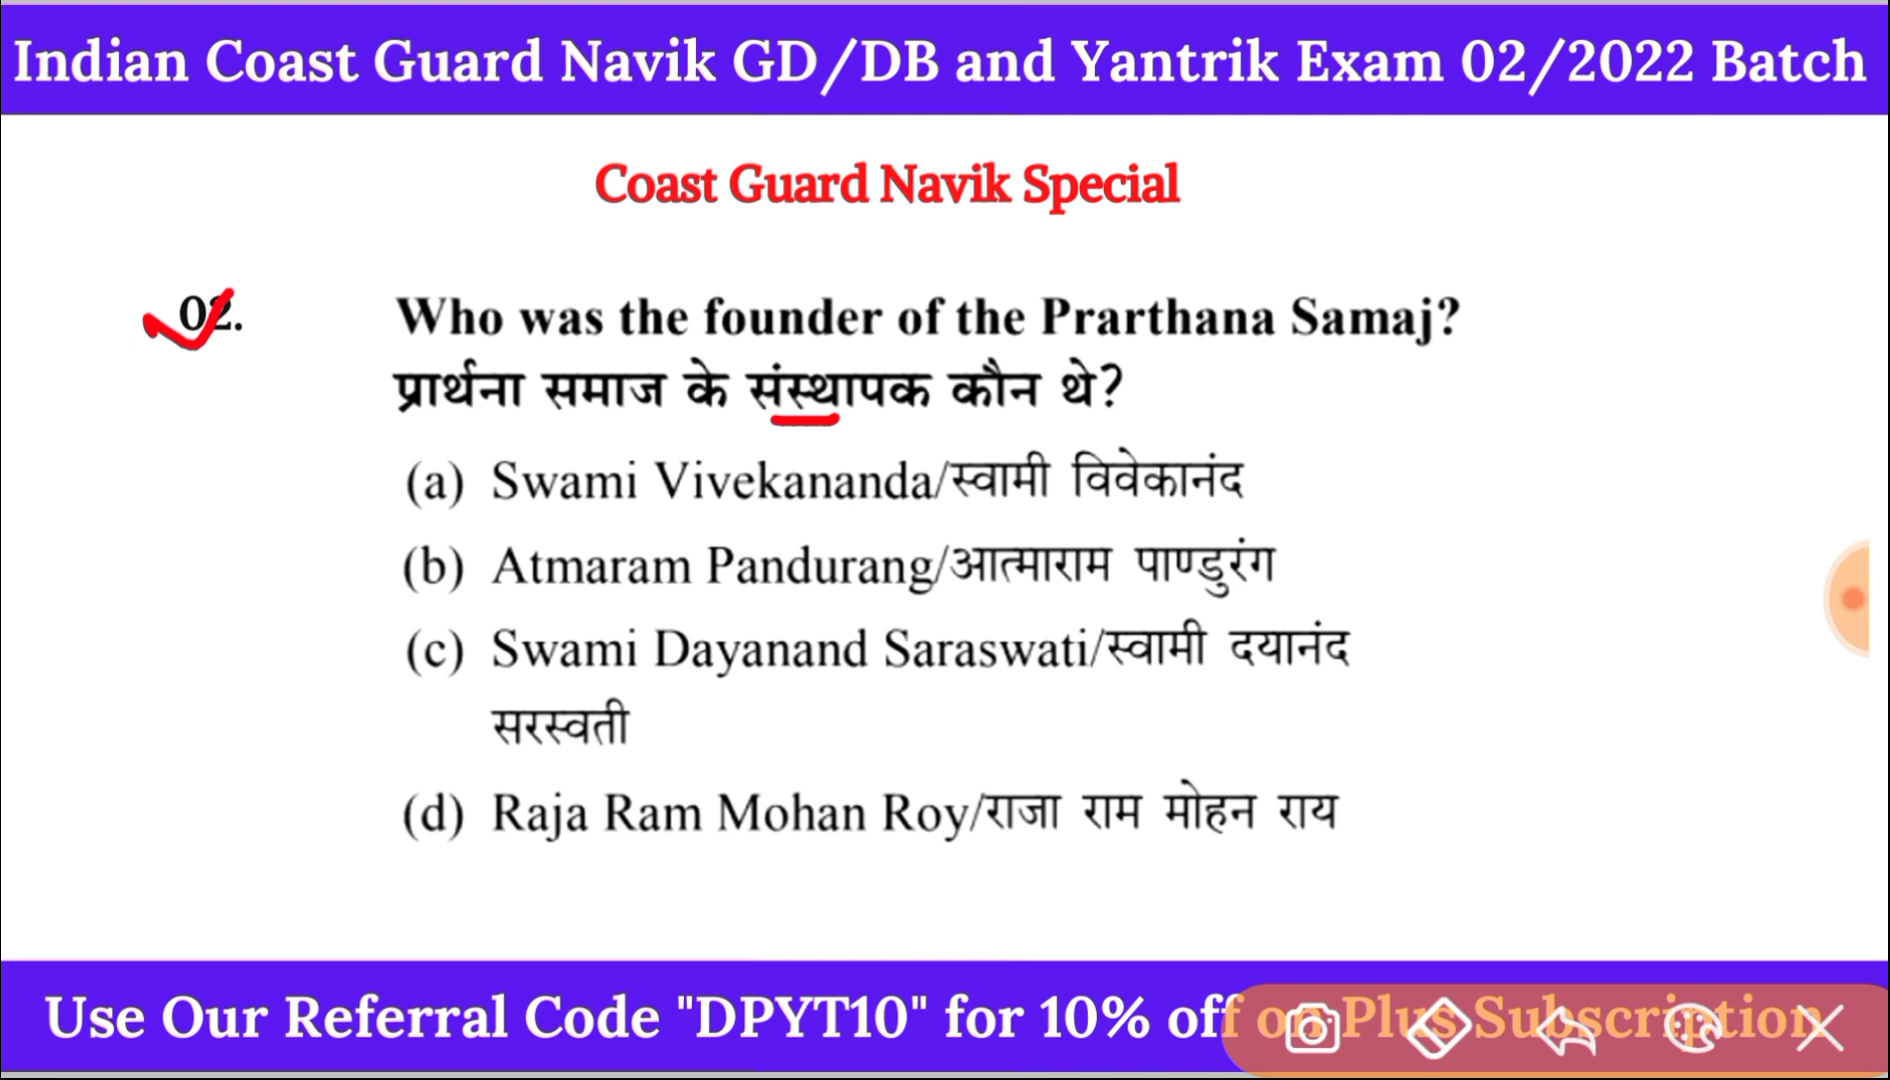 Indian Coast Guard Navik GD/DB and Yantrik Exam 02/2022 Batch
Coast Guard Navik Special
02.
Who was the founder of the Prarthana Samaj?
प्रार्थना समाज के संस्थापक कौन थे?
(a) Swami Vivekananda/स्वामी विवेकानंद
(b) Atmaram Pandurang/आत्माराम पाण्डुरंग
(c) Swami Dayanand Saraswati/स्वामी दयानंद
सरस्वती
(d) Raja Ram Mohan Roy/राजा राम मोहन राय
Use Our Referral Code "DPYT10" for 10% off on Plus Subscription